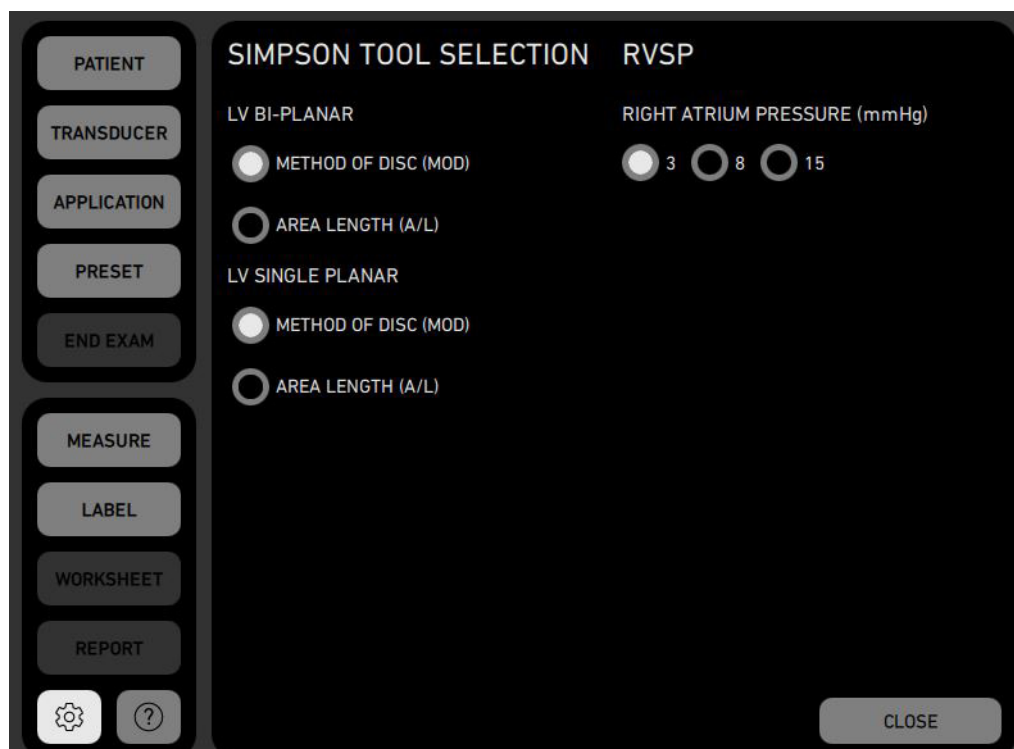 PATIENT
TRANSDUCER
APPLICATION
PRESET
END EXAM
MEASURE
LABEL
WORKSHEET
REPORT
?
SIMPSON TOOL SELECTION
LV BI-PLANAR
METHOD OF DISC (MOD)
AREA LENGTH (A/L)
LV SINGLE PLANAR
METHOD OF DISC (MOD)
AREA LENGTH (A/L)
RVSP
RIGHT ATRIUM PRESSURE (mmHg)
3 8 15
CLOSE